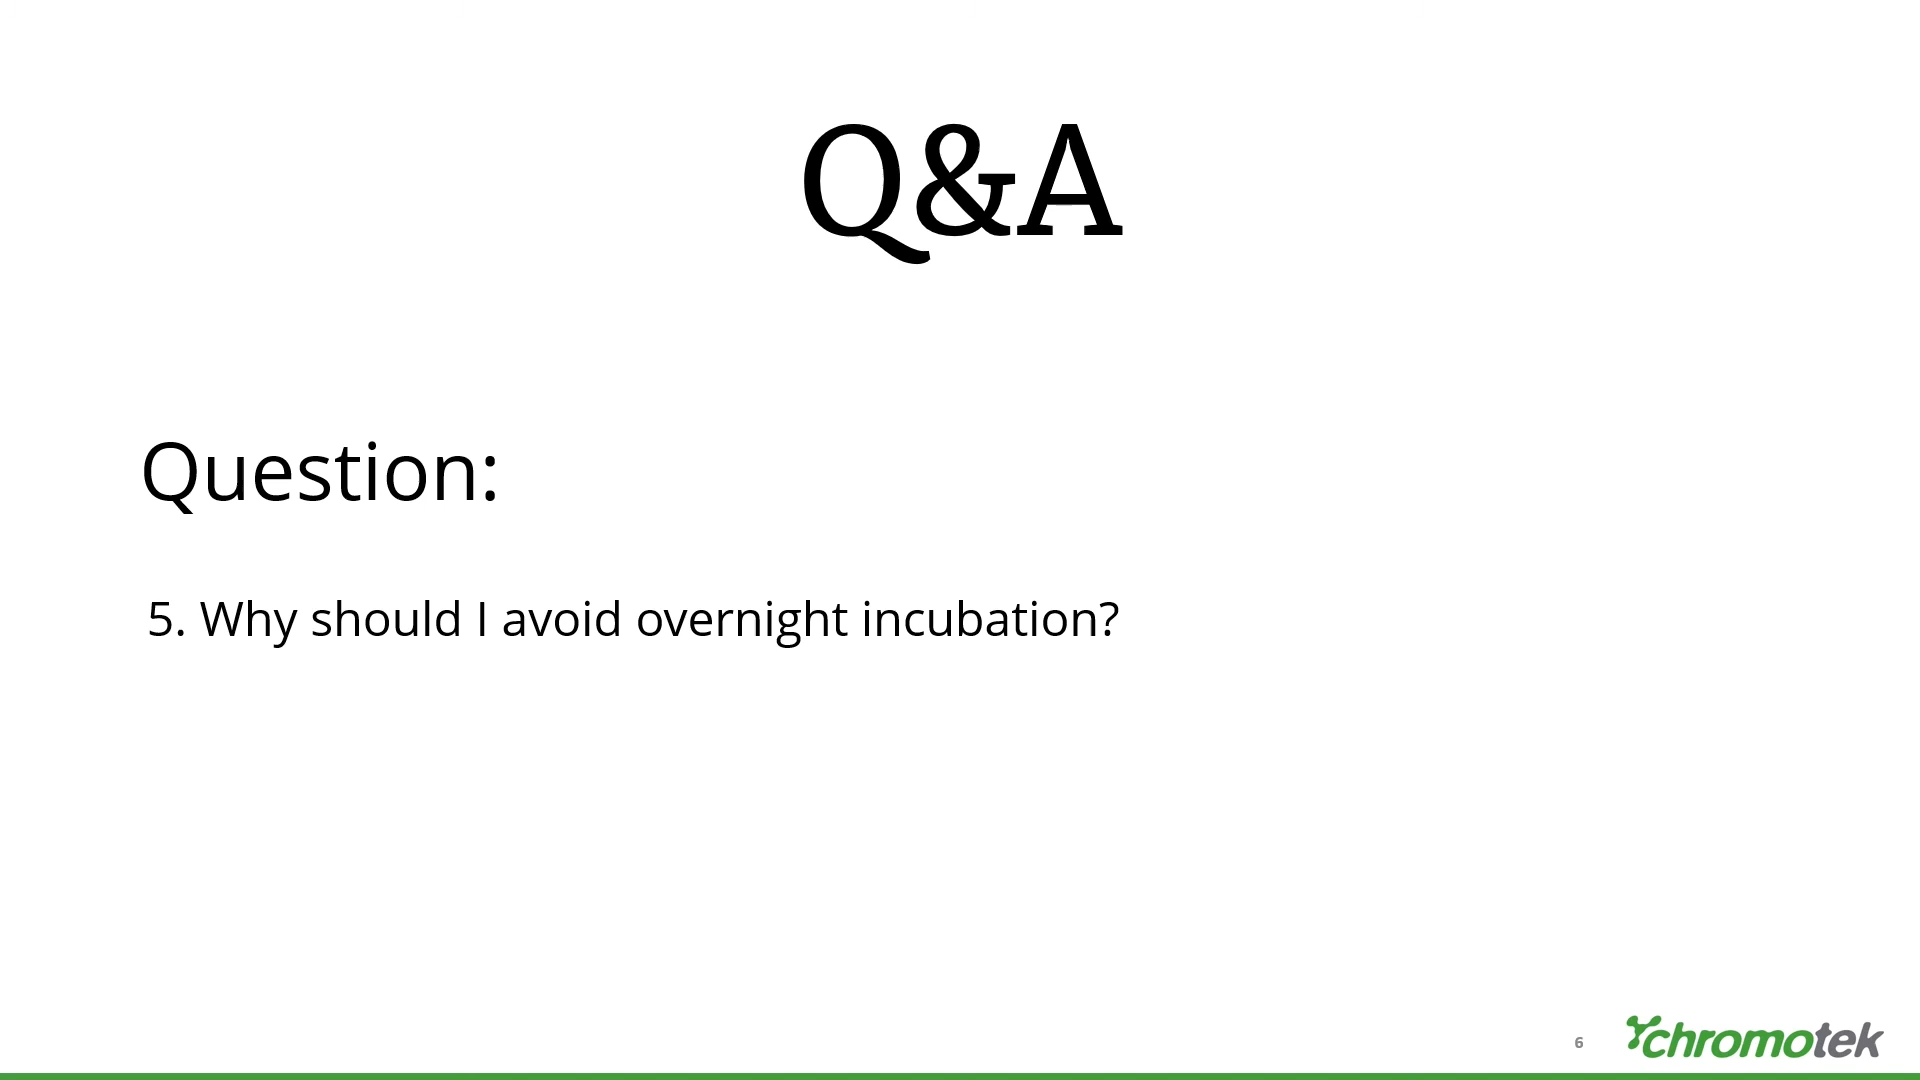 Q&A
Question:
5. Why should I avoid overnight incubation?
6
chromotek